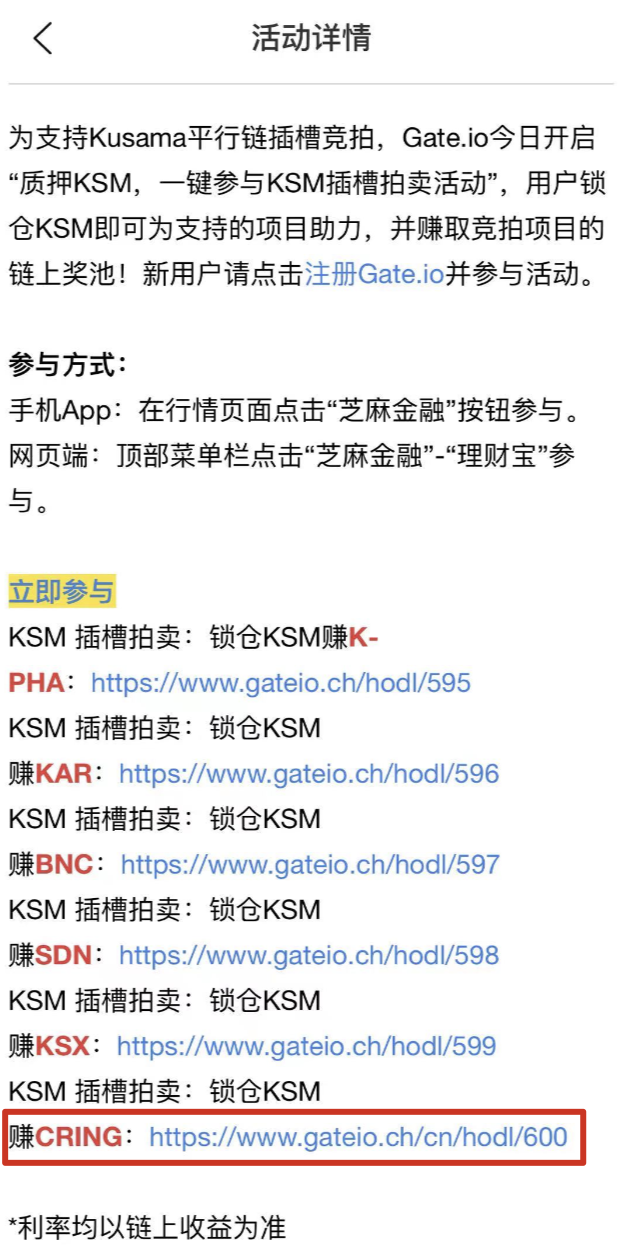 活动详情
为支持Kusama平行链插槽竞拍，Gate.io今日开启
“质押KSM，一键参与KSM插槽拍卖活动”，用户锁
仓KSM即可为支持的项目助力，并赚取竞拍项目的
链上奖池！新用户请点击注册Gate.io并参与活动。
参与方式：
手机App：在行情页面点击“芝麻金融”按钮参与。
网页端：顶部菜单栏点击“芝麻金融”-“理财宝”参
与。
立即参与
KSM 插槽拍卖：锁仓KSM赚K-
PHA：https://www.gateio.ch/hodl/595
KSM 插槽拍卖：锁仓KSM
赚KAR：https://www.gateio.ch/hodl/596
KSM 插槽拍卖：锁仓KSM
赚BNC：https://www.gateio.ch/hodl/597
KSM 插槽拍卖：锁仓KSM
赚SDN：https://www.gateio.ch/hodl/598
KSM 插槽拍卖：锁仓KSM
赚KSX：https://www.gateio.ch/hodl/599
KSM 插槽拍卖：锁仓KSM
赚CRING：https://www.gateio.ch/cn/hodl/600
*利率均以链上收益为准